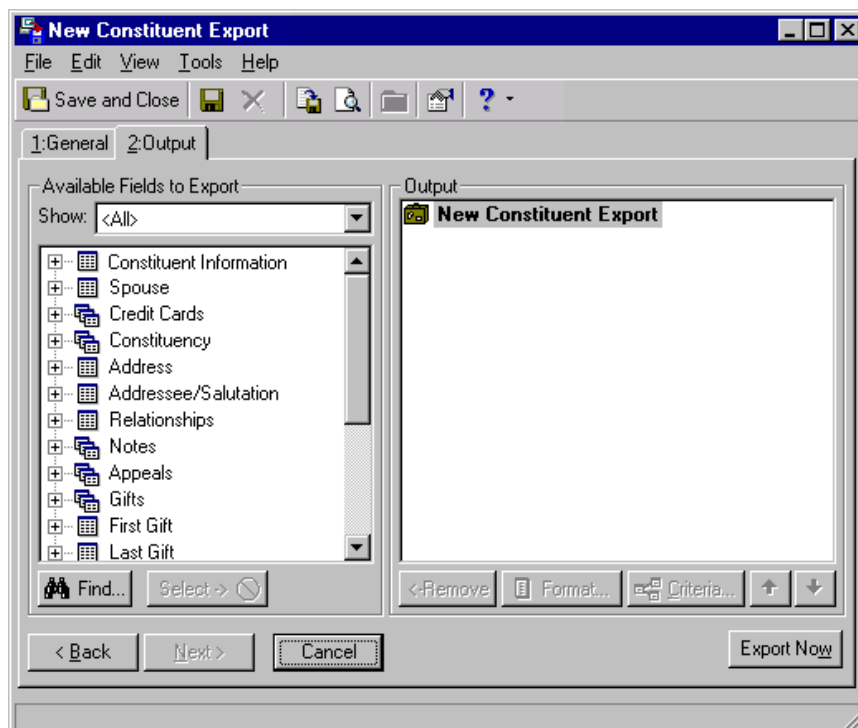 New Constituent Export
File Edit View Tools Help
Save and Close ?
1:General 2:Output
Available Fields to Export
Show: <All>
Constituent Information
Spouse
Credit Cards
Constituency
Address
Addressee/Salutation
Relationships
Notes
Appeals
Gifts
First Gift
Last Gift
Find... Select ->
Output
New Constituent Export
<-Remove Format... Criteria...
< Back Next > Cancel Export Now